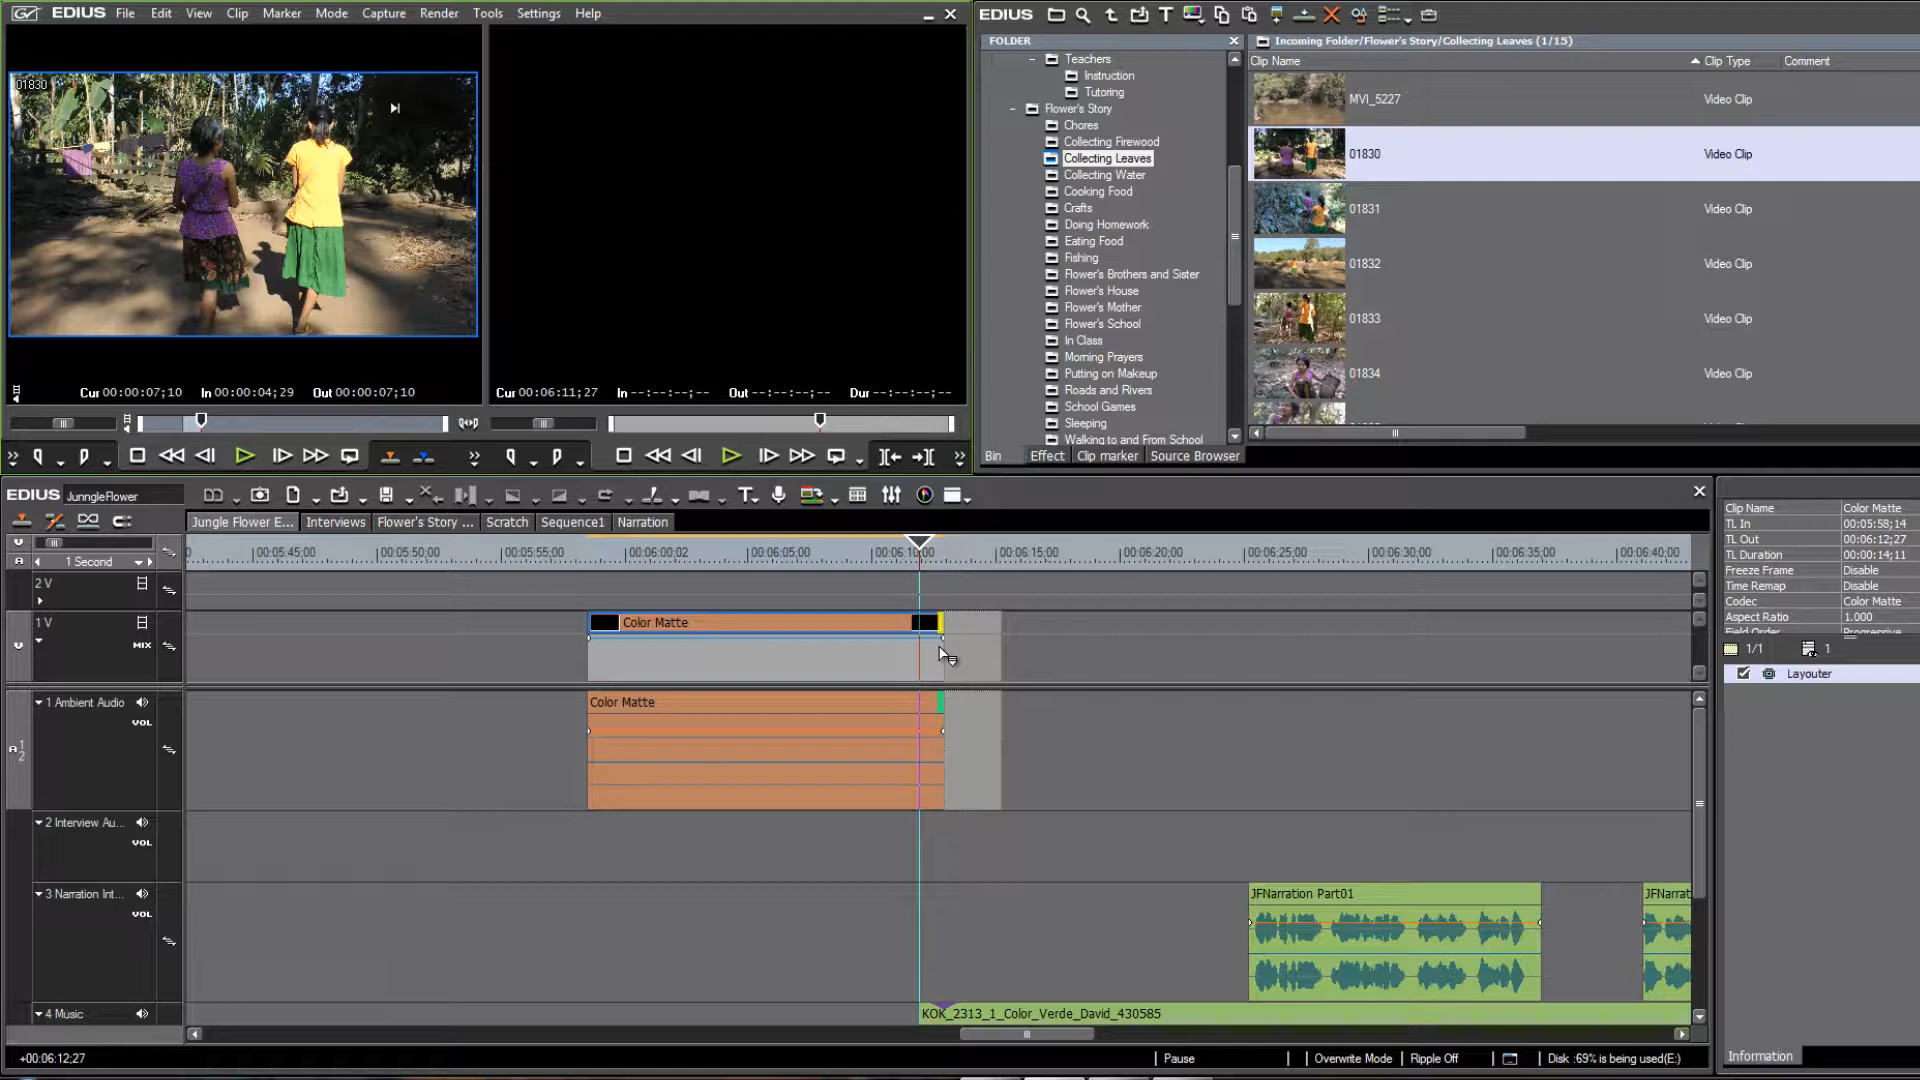 EDIUS File Edit View Clip Marker Mode Capture Render Tools Settings Help
01830
Cur 00:00:07;10 In 00:00:04;29 Out 00:00:07;10
Cur 00:06:11;27 In --:--:--;-- Out --:--:--;-- Dur --:--:--;--
EDIUS
FOLDER
Teachers
Instruction
Tutoring
Flower's Story
Chores
Collecting Firewood
Collecting Leaves
Collecting Water
Cooking Food
Crafts
Doing Homework
Eating Food
Fishing
Flower's Brothers and Sister
Flower's House
Flower's Mother
Flower's School
In Class
Morning Prayers
Putting on Makeup
Roads and Rivers
School Games
Sleeping
Walking to and From School
Bin Effect Clip marker Source Browser
Incoming Folder/Flower's Story/Collecting Leaves (1/15)
Clip Name Clip Type Comment
MVI_5227 Video Clip
01830 Video Clip
01831 Video Clip
01832 Video Clip
01833 Video Clip
01834 Video Clip
EDIUS JunngleFlower
Jungle Flower E... Interviews Flower's Story ... Scratch Sequence1 Narration
1 Second
0 00:05:45;00 00:05:50;00 00:05:55;00 00:06:00;02 00:06:05;00 00:06:10;00 00:06:15;00 00:06:20;00 00:06:25;00 00:06:30;00 00:06:35;00 00:06:40;00
2 V
1 V Color Matte
MIX
1 Ambient Audio Color Matte
VOL
A 1 2
2 Interview Au...
VOL
3 Narration Int... JFNarration Part01 JFNarrat
VOL
4 Music KOK_2313_1_Color_Verde_David_430585
+00:06:12;27 Pause Overwrite Mode Ripple Off Disk :69% is being used(E:)
Clip Name Color Matte
TL In 00:05:58;14
TL Out 00:06:12;27
TL Duration 00:00:14;11
Freeze Frame Disable
Time Remap Disable
Codec Color Matte
Aspect Ratio 1.000
Field Order Progressive
1/1 1
Layouter
Information